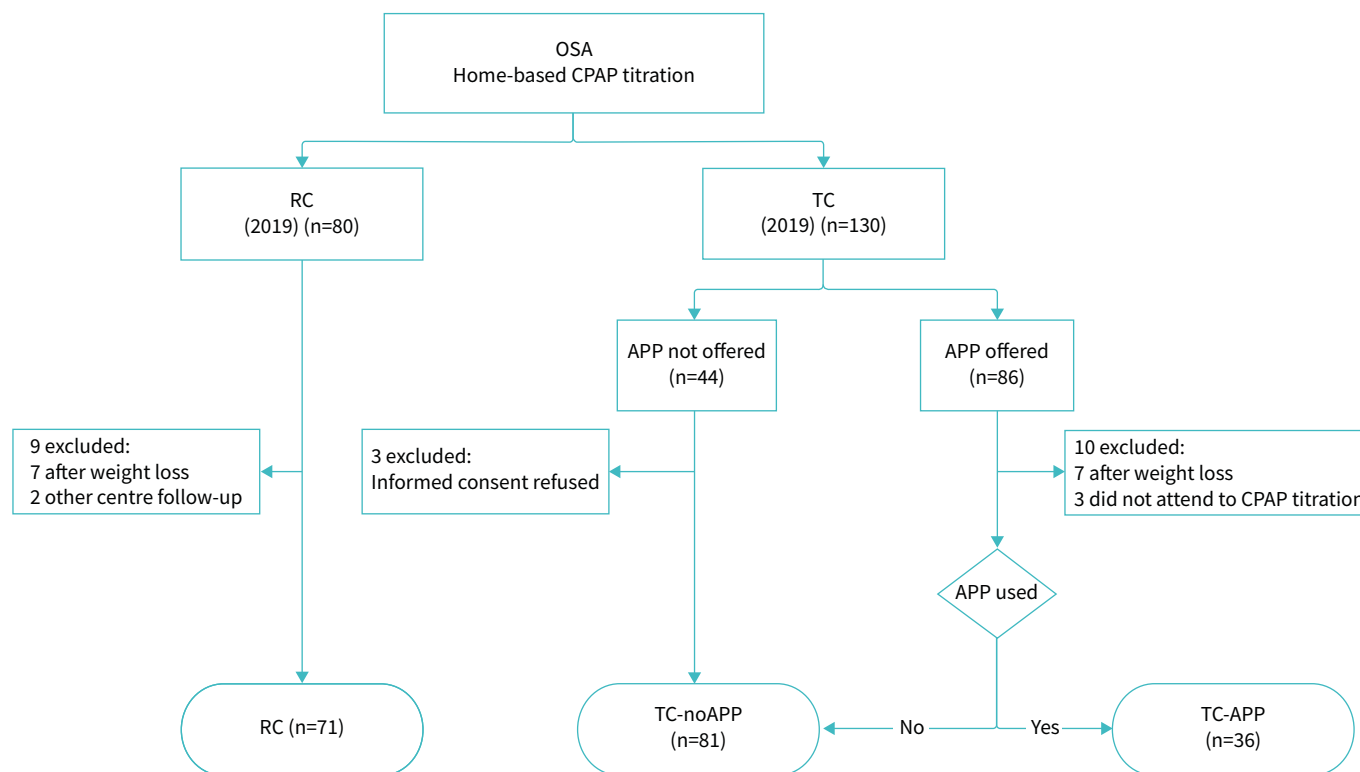 OSA
Home-based CPAP titration
RC
(2019) (n=80)
TC
(2019) (n=130)
APP not offered
(n=44)
APP offered
(n=86)
9 excluded:
7 after weight loss
2 other centre follow-up
3 excluded:
Informed consent refused
10 excluded:
7 after weight loss
3 did not attend to CPAP titration
APP used
RC (n=71)
TC-noAPP
(n=81)
No
Yes
TC-APP
(n=36)